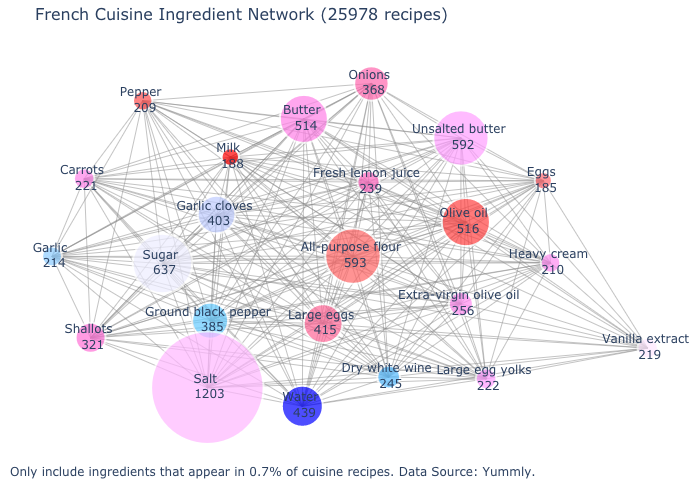 French Cuisine Ingredient Network (25978 recipes)
Onions
368
Pepper
209
Butter
514
Unsalted butter
592
Milk
188
Carrots
221
Fresh lemon juice
239
Eggs
185
Garlic cloves
403
Olive oil
516
Garlic
214
Sugar
637
All-purpose flour
593
Heavy cream
210
Extra-virgin olive oil
256
Ground black pepper
385
Large eggs
415
Shallots
321
Vanilla extract
219
Dry white wine
245
Large egg yolks
222
Salt
1203
Water
439
Only include ingredients that appear in 0.7% of cuisine recipes. Data Source: Yummly.